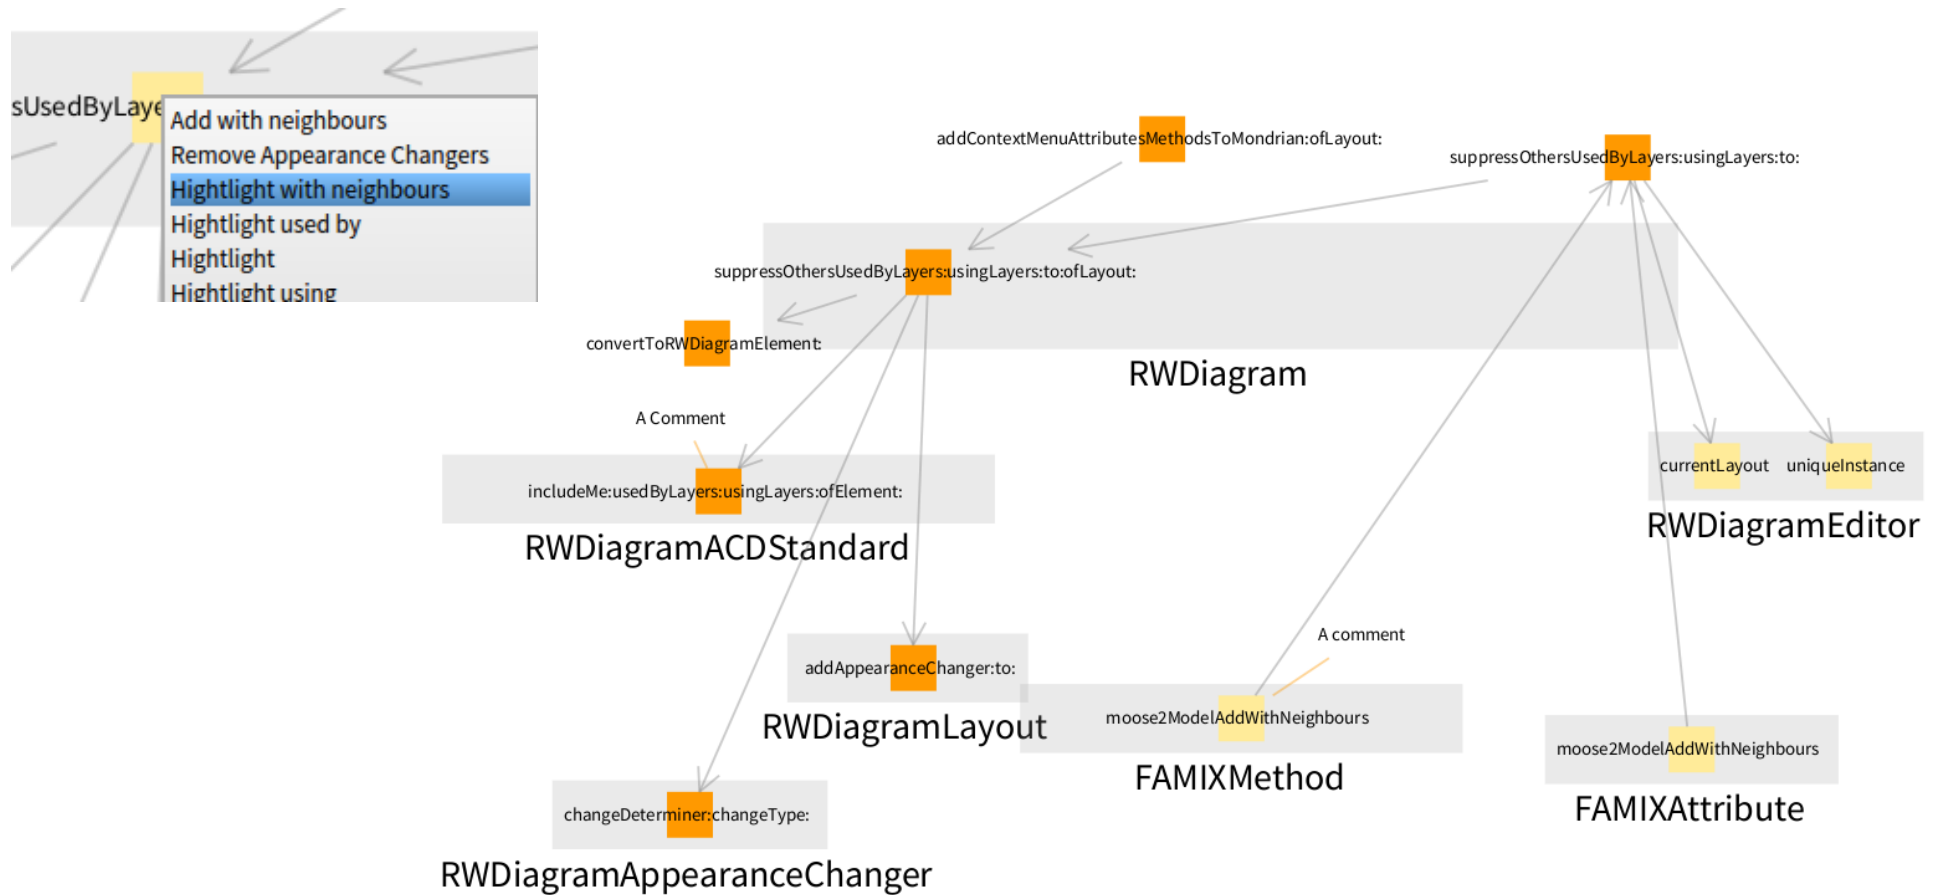 sUsedByLaye
Add with neighbours
Remove Appearance Changers
Hightlight with neighbours
Hightlight used by
Hightlight
Hightlight using
addContextMenuAttributesMethodsToMondrian:ofLayout:
suppressOthersUsedByLayers:usingLayers:to:
suppressOthersUsedByLayers:usingLayers:to:ofLayout:
convertToRWDiagramElement:
RWDiagram
A Comment
currentLayout
uniqueInstance
includeMe:usedByLayers:usingLayers:ofElement:
RWDiagramEditor
RWDiagramACDStandard
A comment
addAppearanceChanger:to:
moose2ModelAddWithNeighbours
RWDiagramLayout
moose2ModelAddWithNeighbours
FAMIXMethod
FAMIXAttribute
changeDeterminer:changeType:
RWDiagramAppearanceChanger